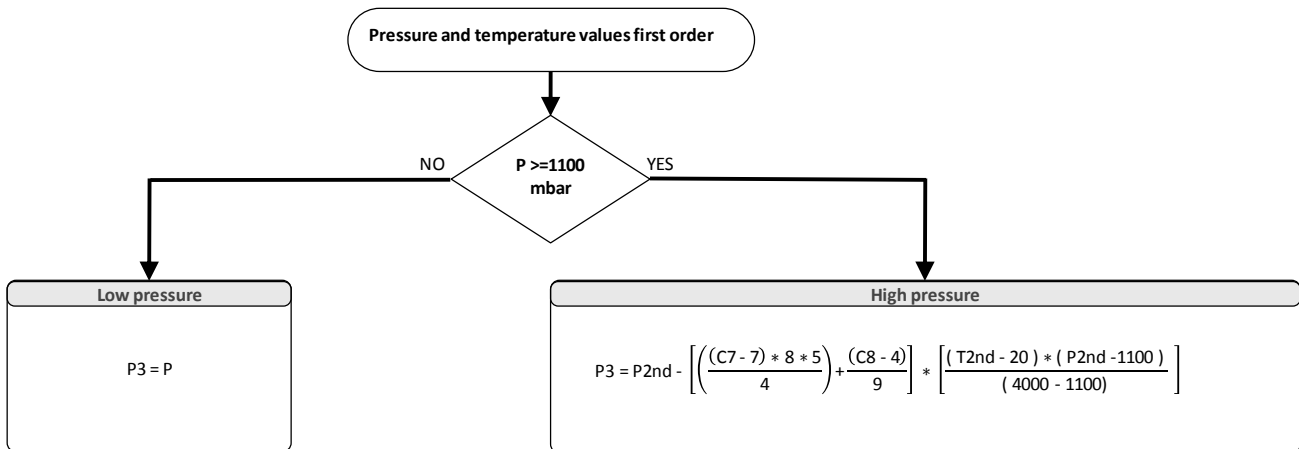 Pressure and temperature values first order
P >=1100
mbar
NO
YES
Low pressure
P3 = P
High pressure
P3 = P2nd - [(((C7 - 7) * 8 * 5)/4) + (C8 - 4)/9] * [(( T2nd - 20 ) * ( P2nd -1100 ))/( 4000 - 1100)]